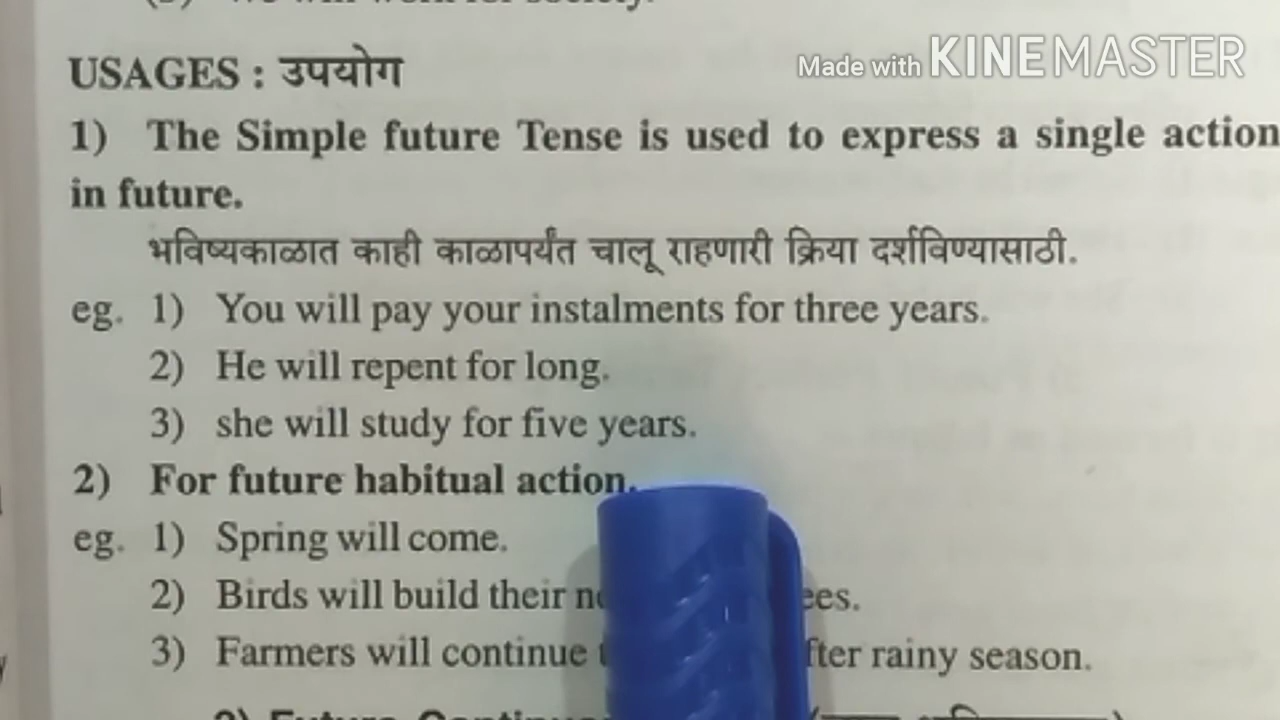 USAGES : उपयोग
Made with KINEMASTER
1) The Simple future Tense is used to express a single action
in future.
भविष्यकाळात काही काळापर्यंत चालू राहणारी क्रिया दर्शविण्यासाठी.
eg. 1) You will pay your instalments for three years.
2) He will repent for long.
3) she will study for five years.
2) For future habitual action.
eg. 1) Spring will come.
2) Birds will build their
3) Farmers will continue rainy season.